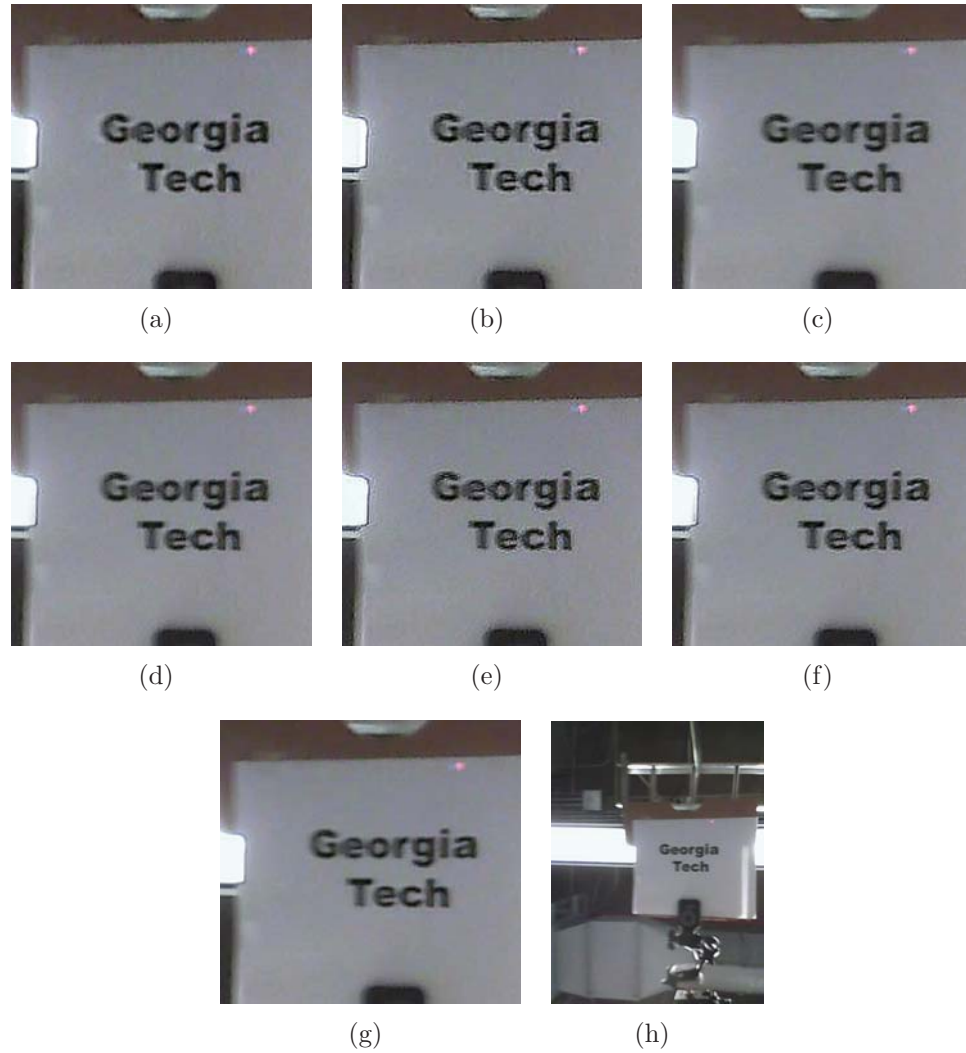 Georgia Georgia Georgia
Tech Tech Tech
(a) (b) (c)
Georgia Georgia Georgia
Tech Tech Tech
(d) (e) (f)
Georgia
Tech
Georgia
Tech
(g) (h)